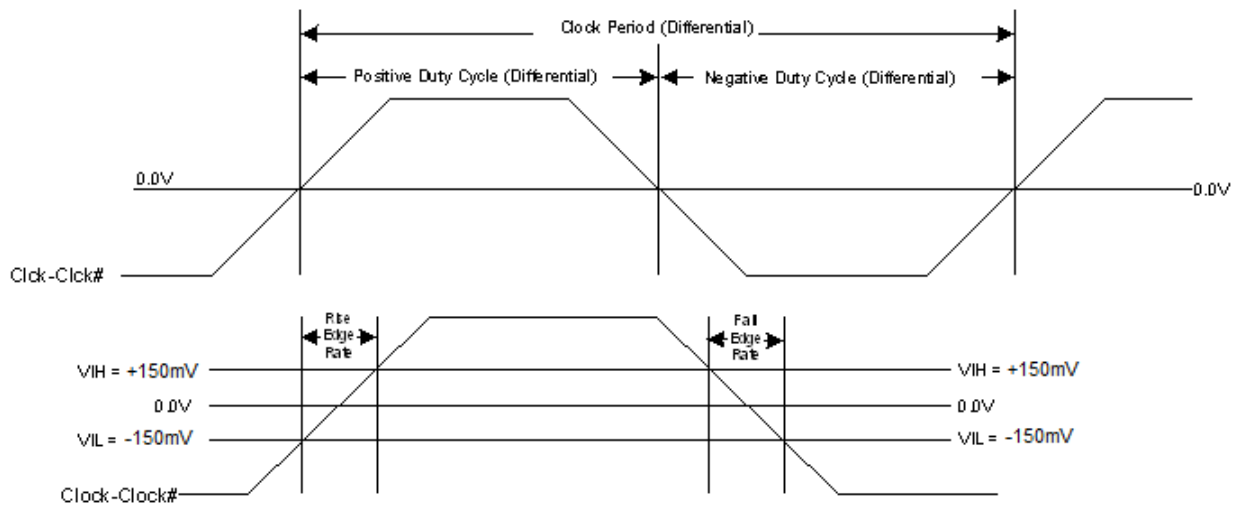 Clock Period (Differential)
Positive Duty Cycle (Differential)
Negative Duty Cycle (Differential)
0.0V
0.0V
Clck-Clck#
Rise
Edge
Rate
Fall
Edge
Rate
VIH = +150mV
VIH = +150mV
0.0V
0.0V
VIL = -150mV
VIL = -150mV
Clock-Clock#